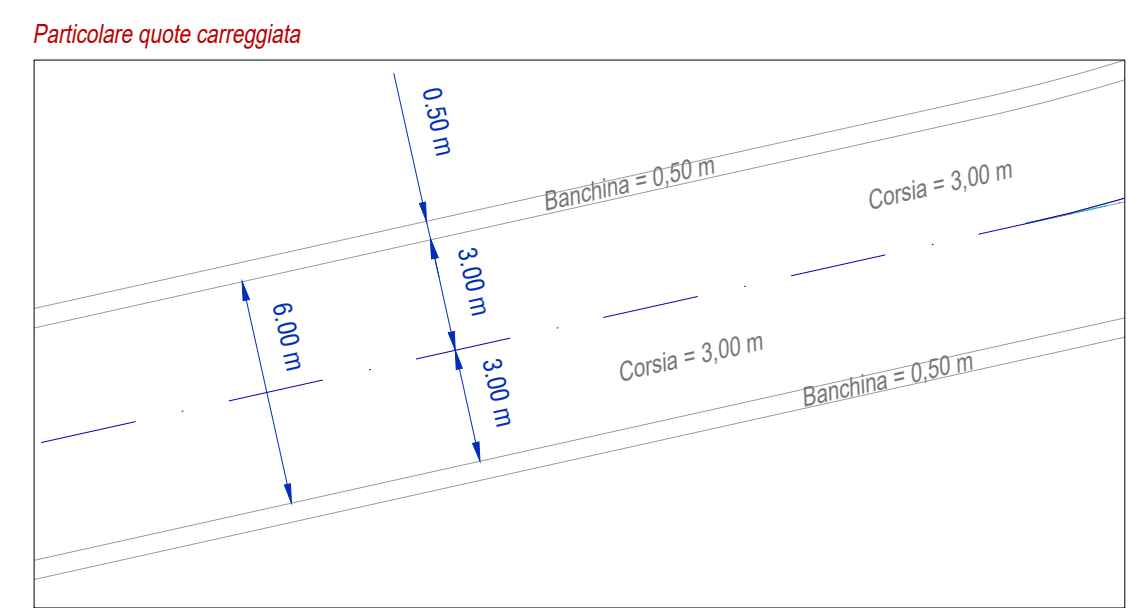 Particolare quote carreggiata
0.50 m
Banchina = 0,50 m
Corsia = 3,00 m
3.00 m
6.00 m
Corsia = 3,00 m
3.00 m
Banchina = 0,50 m